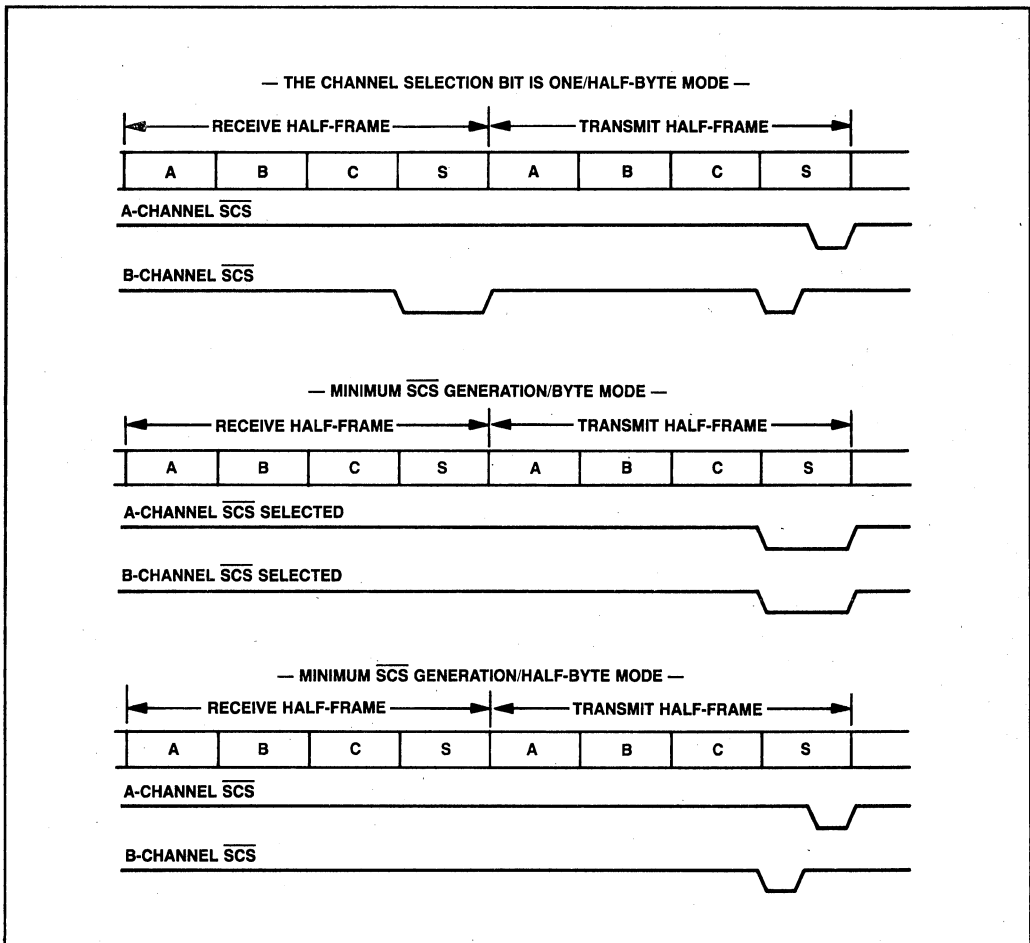 — THE CHANNEL SELECTION BIT IS ONE/HALF-BYTE MODE —
RECEIVE HALF-FRAME TRANSMIT HALF-FRAME
A B C S A B C S
A-CHANNEL SCS
B-CHANNEL SCS
— MINIMUM SCS GENERATION/BYTE MODE —
RECEIVE HALF-FRAME TRANSMIT HALF-FRAME
A B C S A B C S
A-CHANNEL SCS SELECTED
B-CHANNEL SCS SELECTED
— MINIMUM SCS GENERATION/HALF-BYTE MODE —
RECEIVE HALF-FRAME TRANSMIT HALF-FRAME
A B C S A B C S
A-CHANNEL SCS
B-CHANNEL SCS